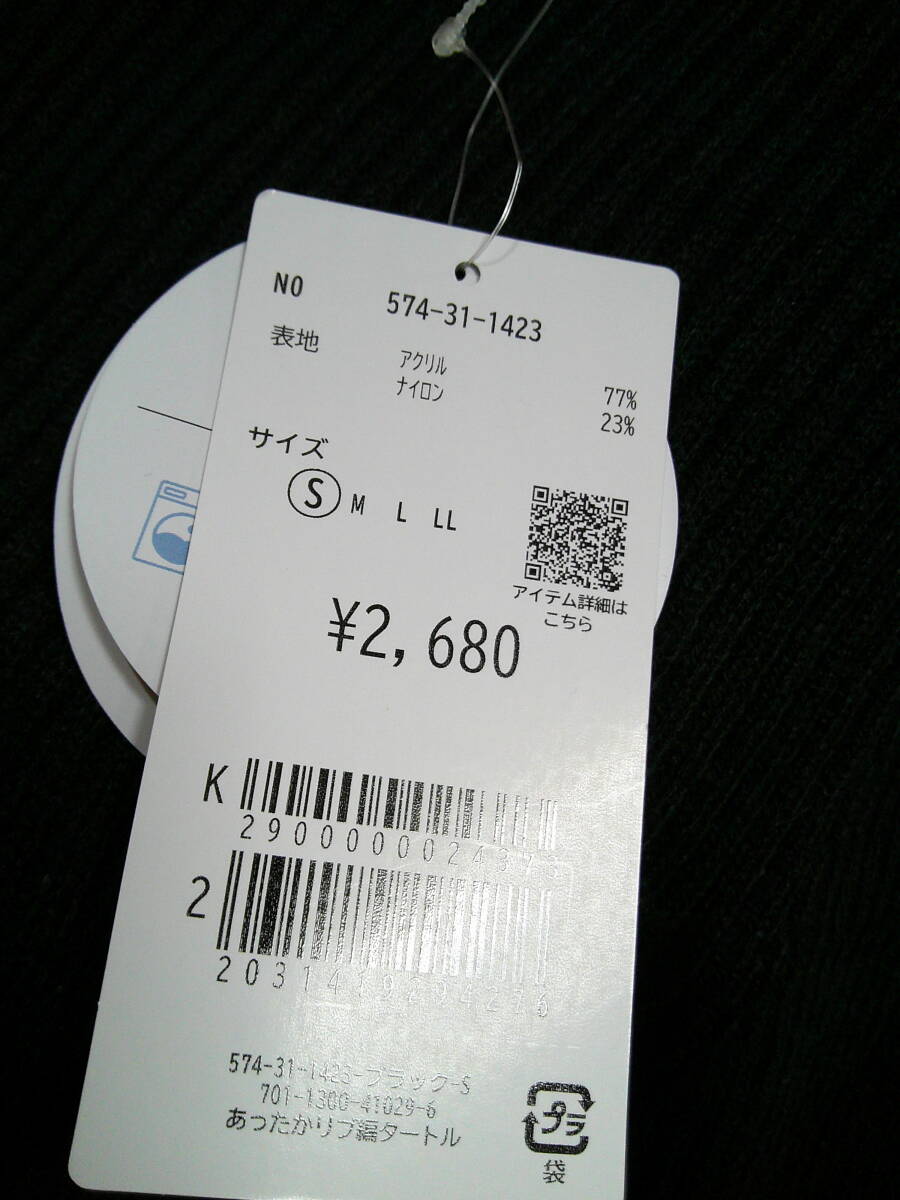 NO 574-31-1423
表地 アクリル 77%
ナイロン 23%
サイズ
S M L LL
アイテム詳細は
こちら
¥2,680
K
2
574-31-1423-ブラック-S
701-1300-41029-6
あったかリブ編タートル
プラ
袋